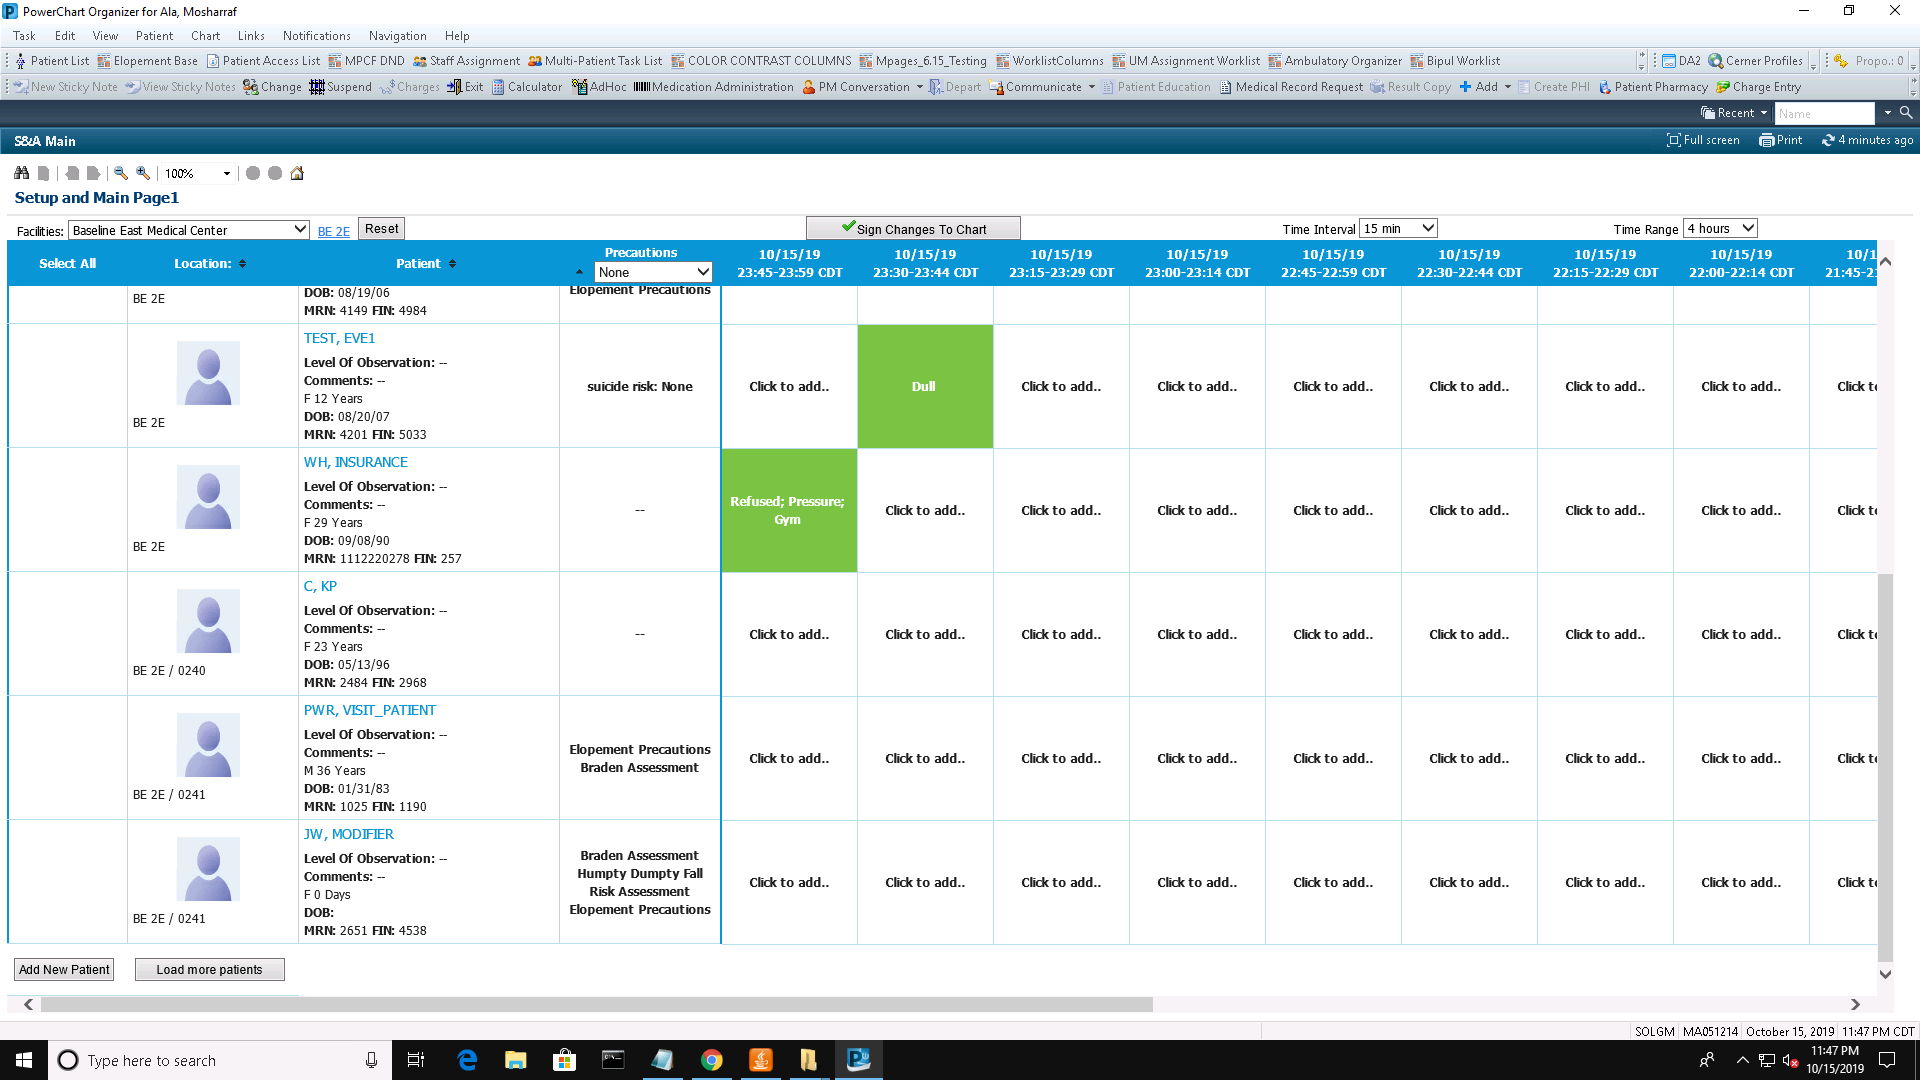 PowerChart Organizer for Ala, Mosharraf
Task Edit View Patient Chart Links Notifications Navigation Help
Patient List Elopement Base Patient Access List MPCF DND Staff Assignment Multi-Patient Task List COLOR CONTRAST COLUMNS Mpages_6.15_Testing WorklistColumns UM Assignment Worklist Ambulatory Organizer Bipul Worklist DA2 Cerner Profiles Propo.: 0
New Sticky Note View Sticky Notes Change Suspend Charges Exit Calculator AdHoc Medication Administration PM Conversation Depart Communicate Patient Education Medical Record Request Result Copy Add Create PHI Patient Pharmacy Charge Entry
Recent Name
S&A Main Full screen Print 4 minutes ago
100%
Setup and Main Page1
Facilities: Baseline East Medical Center BE 2E Reset Sign Changes To Chart Time Interval 15 min Time Range 4 hours
Select All Location: Patient Precautions None
10/15/19 10/15/19 10/15/19 10/15/19 10/15/19 10/15/19 10/15/19 10/15/19 10/1
23:45-23:59 CDT 23:30-23:44 CDT 23:15-23:29 CDT 23:00-23:14 CDT 22:45-22:59 CDT 22:30-22:44 CDT 22:15-22:29 CDT 22:00-22:14 CDT 21:45-2
BE 2E
DOB: 08/19/06
MRN: 4149 FIN: 4984
Elopement Precautions
BE 2E
TEST, EVE1
Level Of Observation: --
Comments: --
F 12 Years
DOB: 08/20/07
MRN: 4201 FIN: 5033
suicide risk: None
Click to add.. Dull Click to add.. Click to add.. Click to add.. Click to add.. Click to add.. Click to add.. Click t
BE 2E
WH, INSURANCE
Level Of Observation: --
Comments: --
F 29 Years
DOB: 09/08/90
MRN: 1112220278 FIN: 257
--
Refused; Pressure;
Gym
Click to add.. Click to add.. Click to add.. Click to add.. Click to add.. Click to add.. Click to add.. Click t
BE 2E / 0240
C, KP
Level Of Observation: --
Comments: --
F 23 Years
DOB: 05/13/96
MRN: 2484 FIN: 2968
--
Click to add.. Click to add.. Click to add.. Click to add.. Click to add.. Click to add.. Click to add.. Click to add.. Click t
BE 2E / 0241
PWR, VISIT_PATIENT
Level Of Observation: --
Comments: --
M 36 Years
DOB: 01/31/83
MRN: 1025 FIN: 1190
Elopement Precautions
Braden Assessment
Click to add.. Click to add.. Click to add.. Click to add.. Click to add.. Click to add.. Click to add.. Click to add.. Click t
BE 2E / 0241
JW, MODIFIER
Level Of Observation: --
Comments: --
F 0 Days
DOB:
MRN: 2651 FIN: 4538
Braden Assessment
Humpty Dumpty Fall
Risk Assessment
Elopement Precautions
Click to add.. Click to add.. Click to add.. Click to add.. Click to add.. Click to add.. Click to add.. Click to add.. Click t
Add New Patient Load more patients
SOLGM MA051214 October 15, 2019 11:47 PM CDT
Type here to search
11:47 PM
10/15/2019